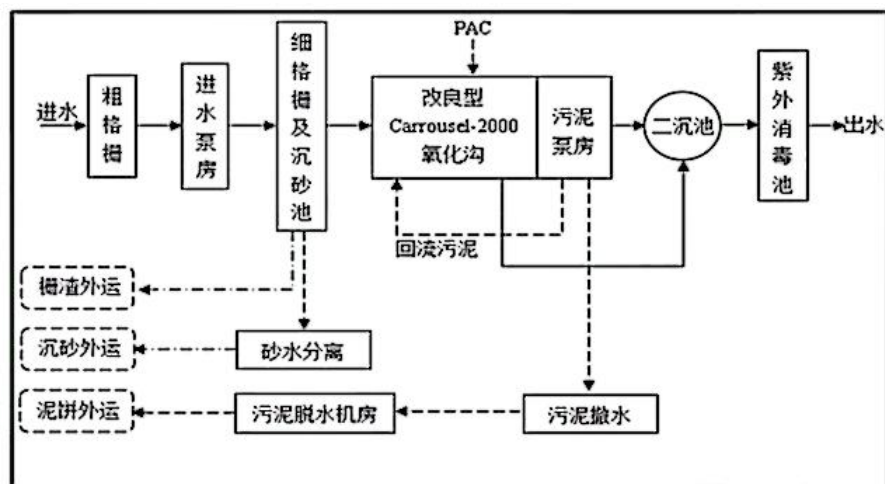 PAC
进水
粗格栅
进水泵房
细格栅及沉砂池
改良型
Carrousel-2000
氧化沟
污泥
泵房
二沉池
紫外消毒池
出水
回流污泥
栅渣外运
沉砂外运
砂水分离
泥饼外运
污泥脱水机房
污泥撤水